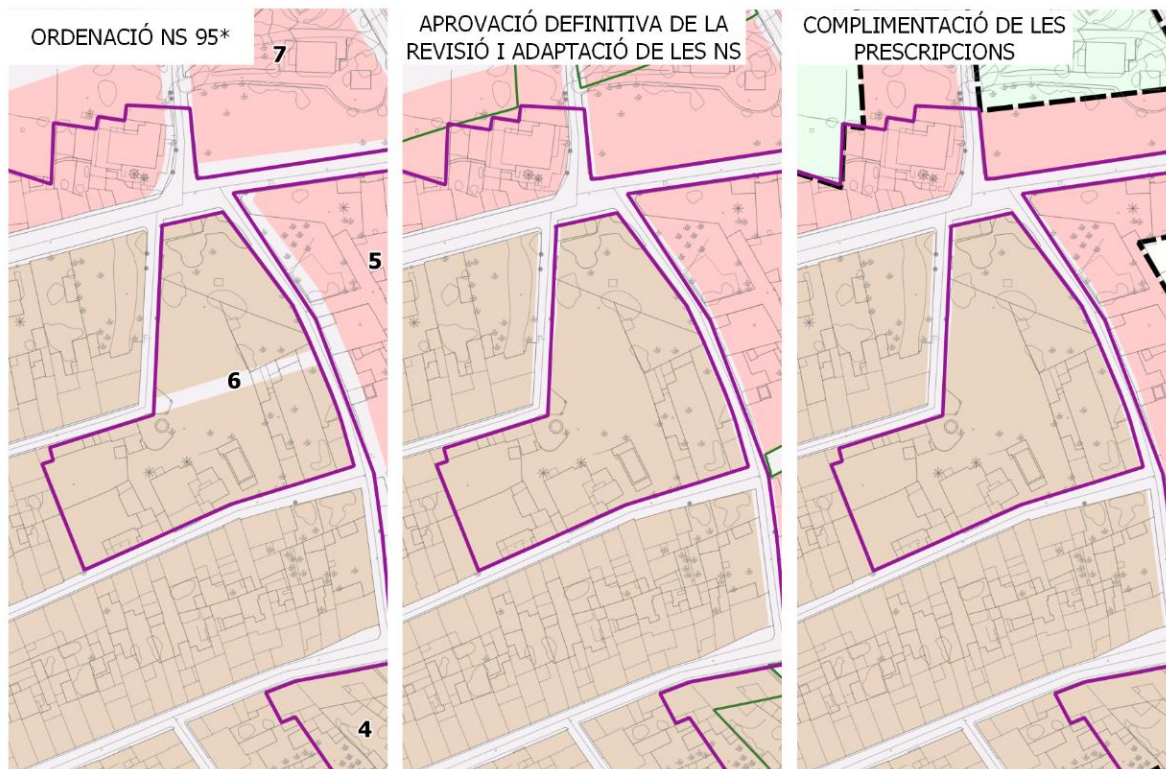 ORDENACIÓ NS 95*
APROVACIÓ DEFINITIVA DE LA
REVISIÓ I ADAPTACIÓ DE LES NS
COMPLIMENTACIÓ DE LES
PRESCRIPCIONS
7
5
6
4